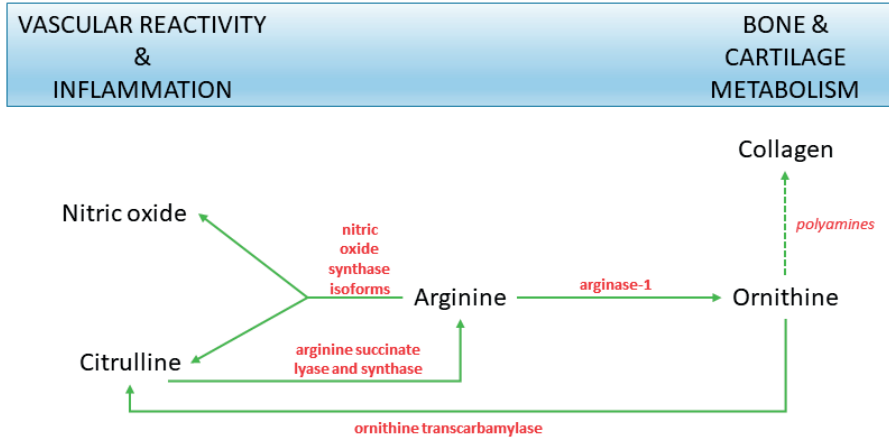 VASCULAR REACTIVITY
&
INFLAMMATION
BONE &
CARTILAGE
METABOLISM
Collagen
Nitric oxide
polyamines
nitric
oxide
synthase
isoforms
Arginine
arginase-1
Ornithine
Citrulline
arginine succinate
lyase and synthase
ornithine transcarbamylase